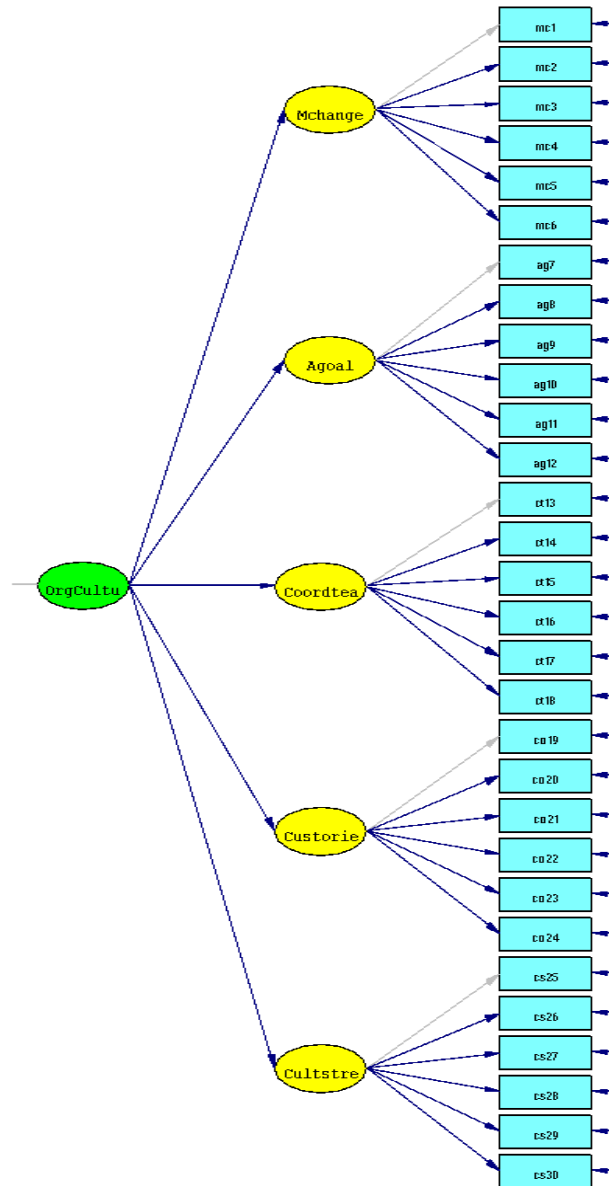 OrgCultu
Mchange
mc1
mc2
mc3
mc4
mc5
mc6
Agoal
ag7
ag8
ag9
ag10
ag11
ag12
Coordtea
ct13
ct14
ct15
ct16
ct17
ct18
Custorie
co19
co20
co21
co22
co23
co24
Cultstre
cs25
cs26
cs27
cs28
cs29
cs30